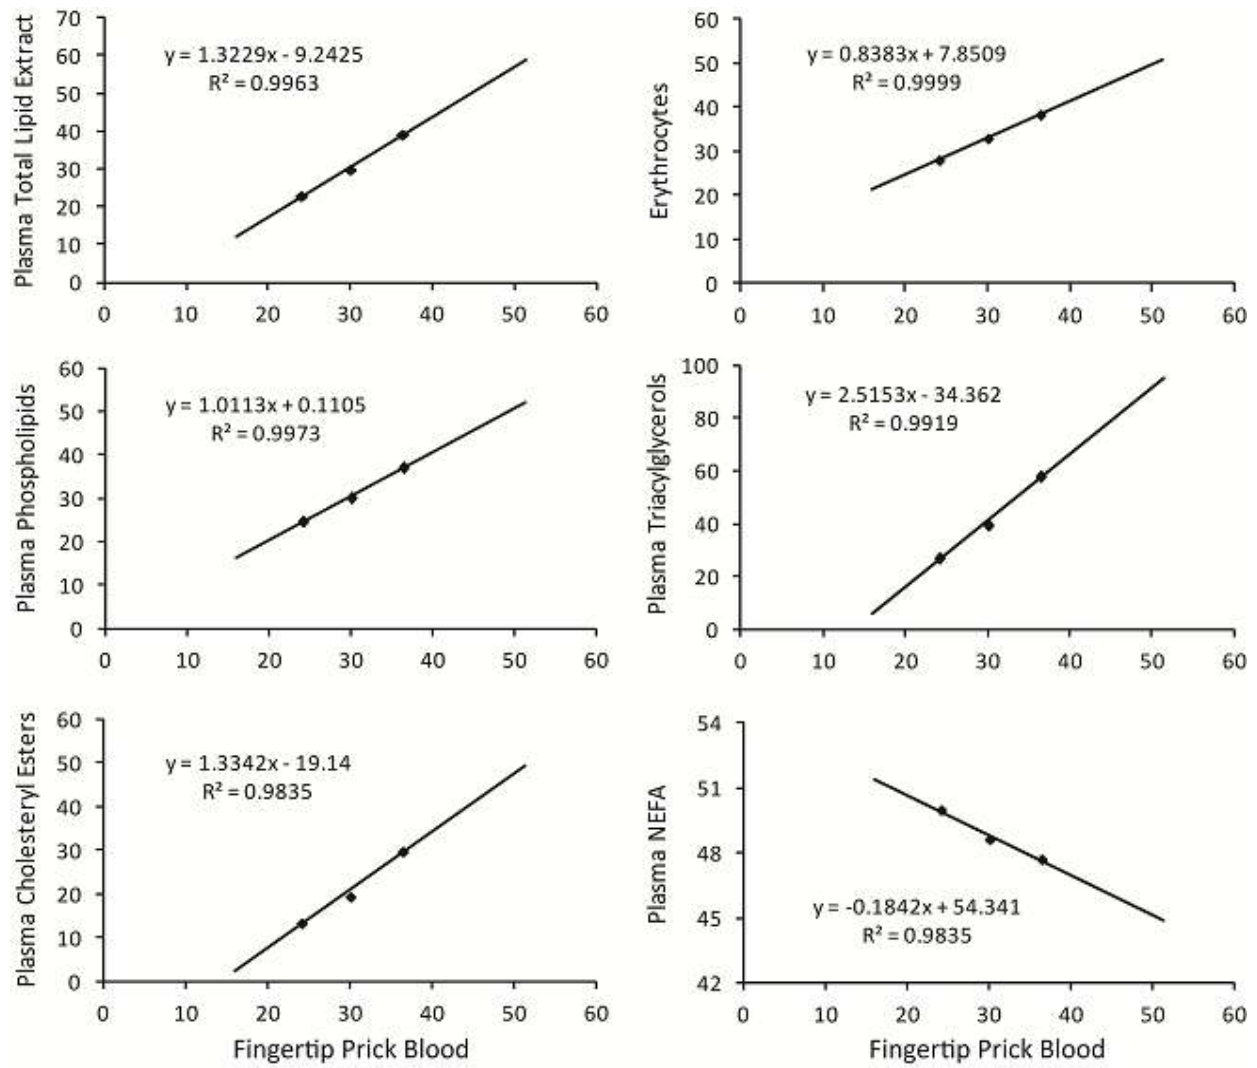 Plasma Total Lipid Extract
70
60
50
40
30
20
10
0
y = 1.3229x - 9.2425
R² = 0.9963
0 10 20 30 40 50 60
Erythrocytes
60
50
40
30
20
10
0
y = 0.8383x + 7.8509
R² = 0.9999
0 10 20 30 40 50 60
Plasma Phospholipids
60
50
40
30
20
10
0
y = 1.0113x + 0.1105
R² = 0.9973
0 10 20 30 40 50 60
Plasma Triacylglycerols
100
80
60
40
20
0
y = 2.5153x - 34.362
R² = 0.9919
0 10 20 30 40 50 60
Plasma Cholesteryl Esters
60
50
40
30
20
10
0
y = 1.3342x - 19.14
R² = 0.9835
0 10 20 30 40 50 60
Fingertip Prick Blood
Plasma NEFA
54
51
48
45
42
y = -0.1842x + 54.341
R² = 0.9835
0 10 20 30 40 50 60
Fingertip Prick Blood